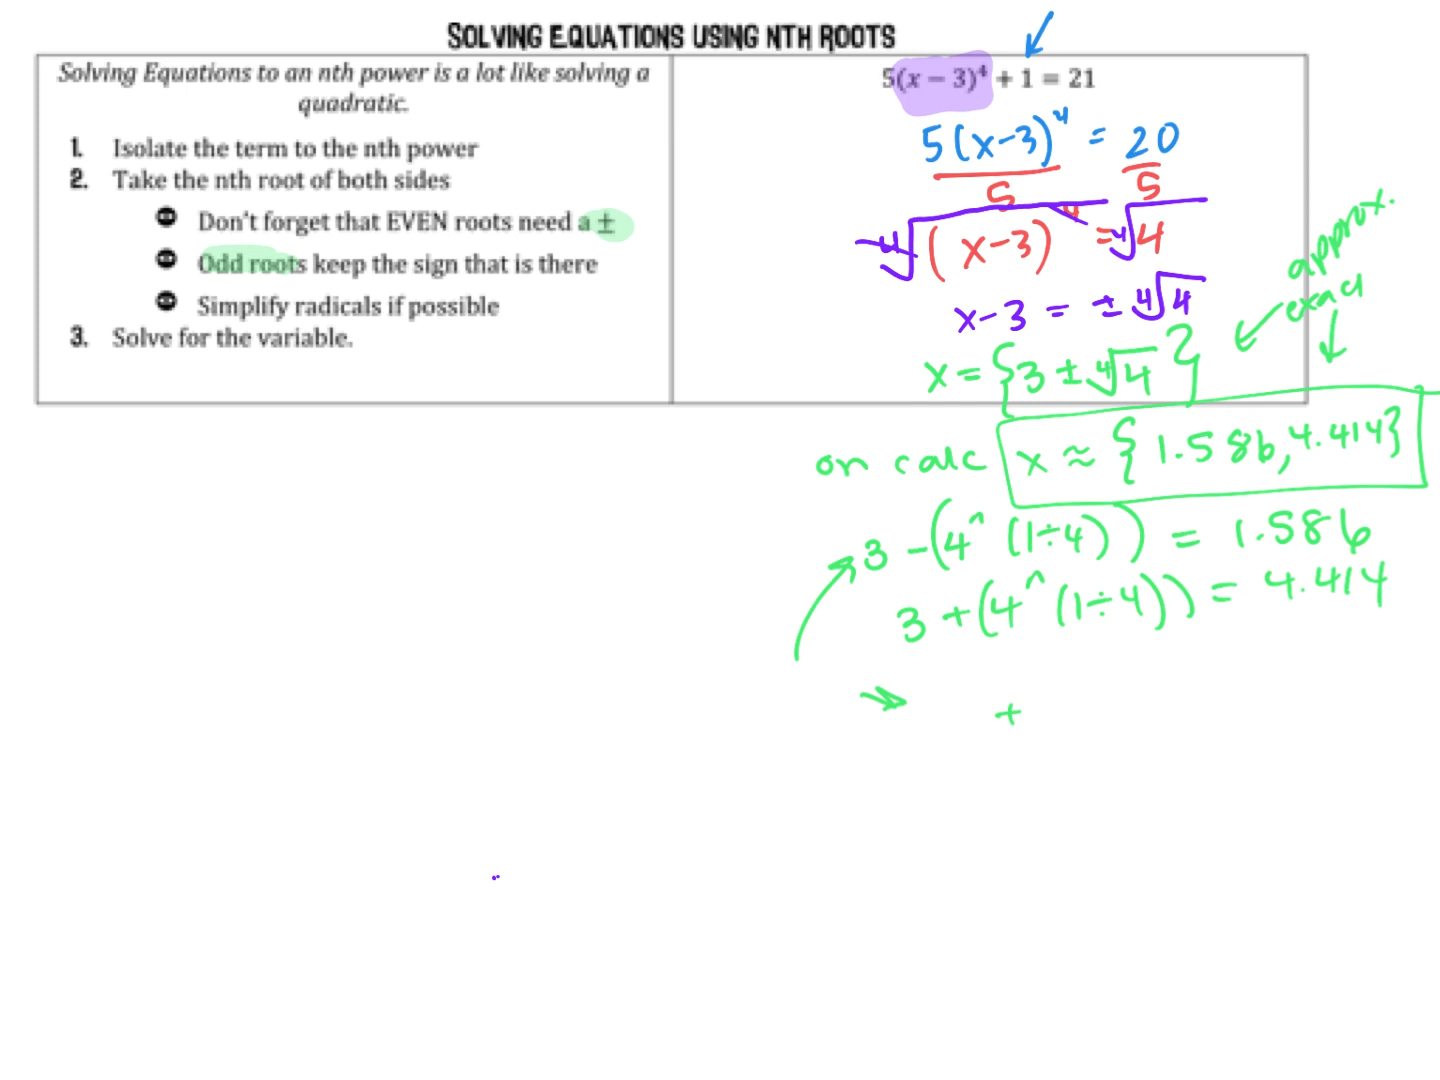 SOLVING EQUATIONS USING NTH ROOTS
Solving Equations to an nth power is a lot like solving a
quadratic.
1. Isolate the term to the nth power
2. Take the nth root of both sides
Don't forget that EVEN roots need a ±
Odd roots keep the sign that is there
Simplify radicals if possible
3. Solve for the variable.
5(x − 3)⁴ + 1 = 21
5(x-3)⁴ = 20
5 5
⁴√(x-3)⁴ = ⁴√4
x-3 = ± ⁴√4
x = {3 ± ⁴√4}
approx.
exact
on calc x ≈ {1.586, 4.414}
3 -(4^(1÷4)) = 1.586
3 +(4^(1÷4)) = 4.414
+